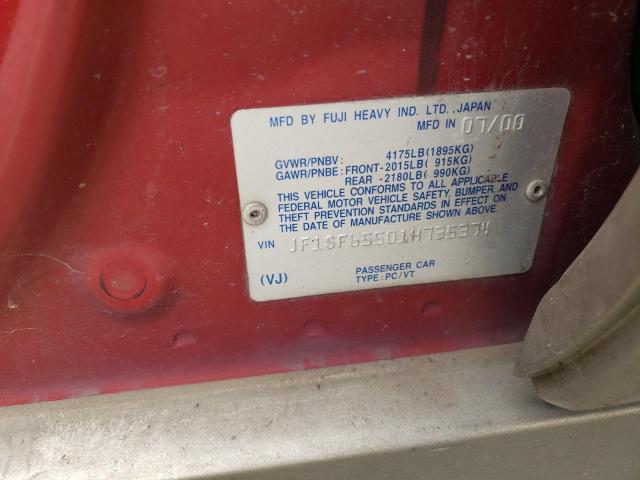 MFD BY FUJI HEAVY IND. LTD. JAPAN
MFD IN 07/00
GVWR/PNBV: 4175LB(1895KG)
GAWR/PNBE: FRONT-2015LB( 915KG)
REAR -2180LB( 990KG)
THIS VEHICLE CONFORMS TO ALL APPLICABLE
FEDERAL MOTOR VEHICLE SAFETY, BUMPER, AND
THEFT PREVENTION STANDARDS IN EFFECT ON
THE DATE OF MANUFACTURE SHOWN ABOVE.
VIN JF1SF65501H735374
(VJ) PASSENGER CAR
TYPE: PC/VT